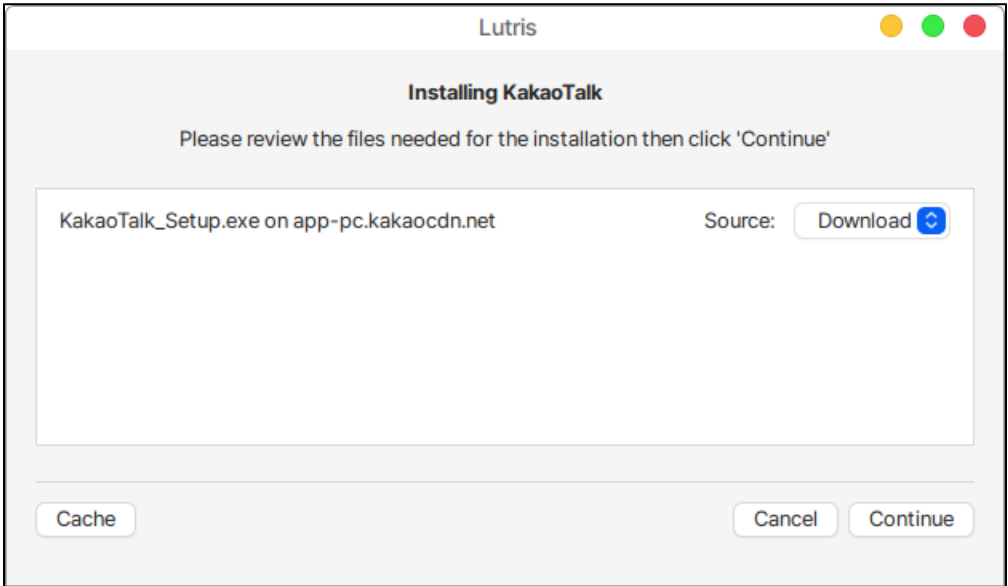 Lutris
Installing KakaoTalk
Please review the files needed for the installation then click 'Continue'
KakaoTalk_Setup.exe on app-pc.kakaocdn.net
Source:
Download
Cache
Cancel
Continue